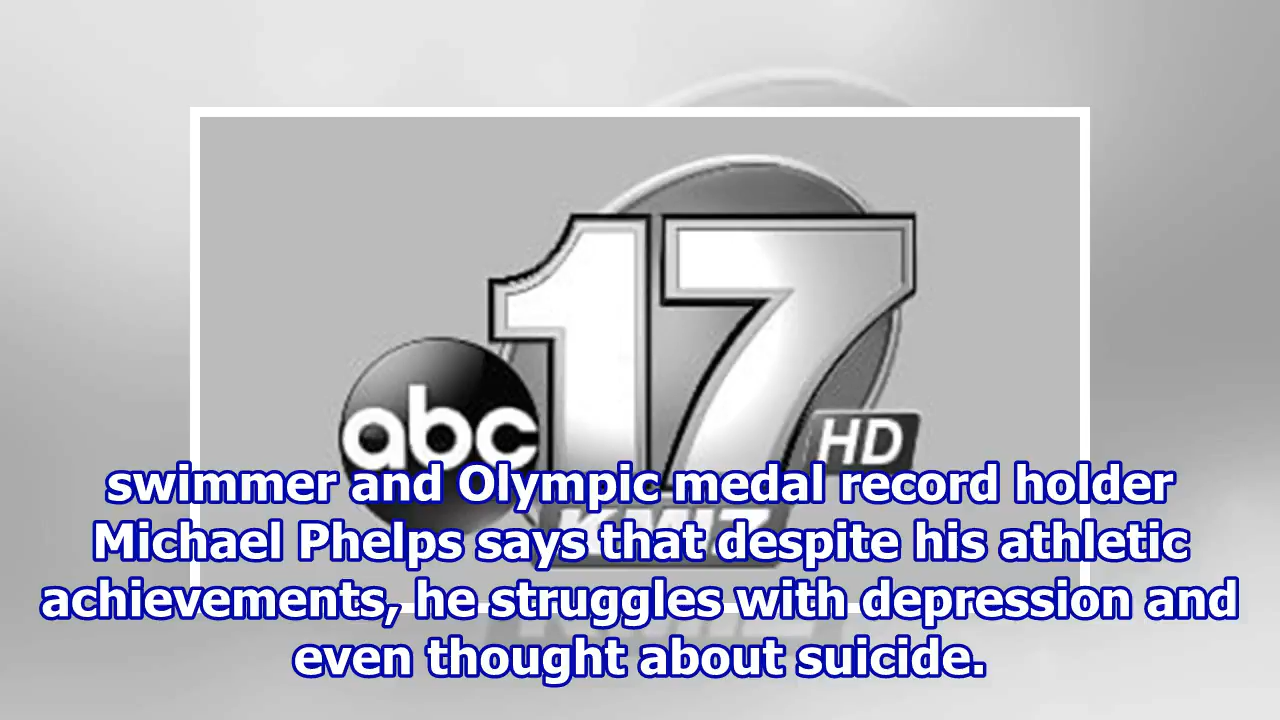 17
abc
HD
KMIZ
swimmer and Olympic medal record holder
Michael Phelps says that despite his athletic
achievements, he struggles with depression and
even thought about suicide.